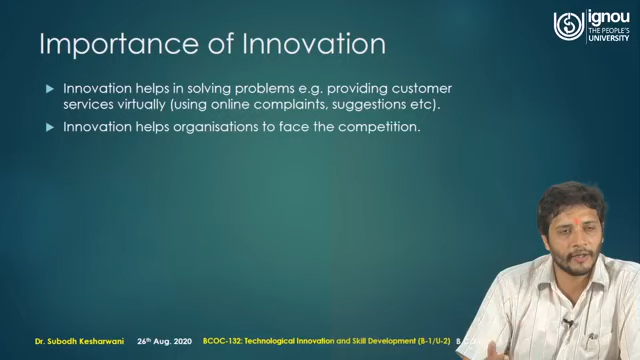 Importance of Innovation
ignou
THE PEOPLE'S
UNIVERSITY
Innovation helps in solving problems e.g. providing customer
services virtually (using online complaints, suggestions etc).
Innovation helps organisations to face the competition.
Dr. Subodh Kesharwani 26th Aug. 2020 BCOC-132: Technological Innovation and Skill Development (B-1/U-2) B